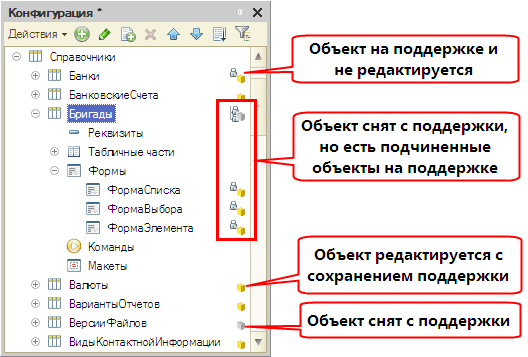 Конфигурация *
Действия
Справочники
Банки
БанковскиеСчета
Бригады
Реквизиты
Табличные части
Формы
ФормаСписка
ФормаВыбора
ФормаЭлемента
Команды
Макеты
Валюты
ВариантыОтчетов
ВерсииФайлов
ВидыКонтактнойИнформации
Объект на поддержке и
не редактируется
Объект снят с поддержки,
но есть подчиненные
объекты на поддержке
Объект редактируется с
сохранением поддержки
Объект снят с поддержки